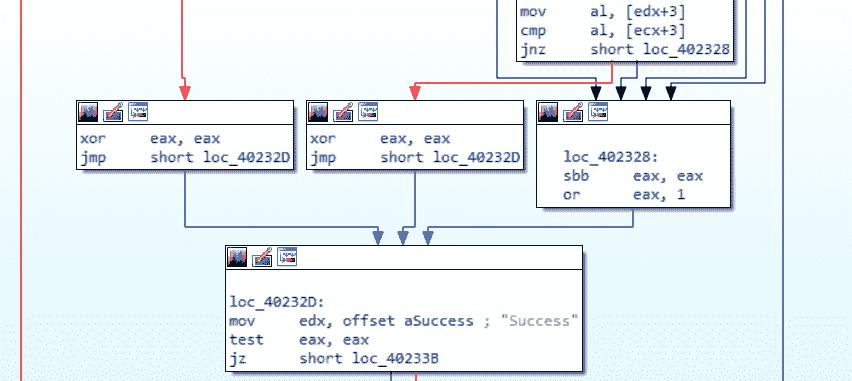 mov al, [edx+3]
cmp al, [ecx+3]
jnz short loc_402328
xor eax, eax
jmp short loc_40232D
xor eax, eax
jmp short loc_40232D
loc_402328:
sbb eax, eax
or eax, 1
loc_40232D:
mov edx, offset aSuccess ; "Success"
test eax, eax
jz short loc_40233B